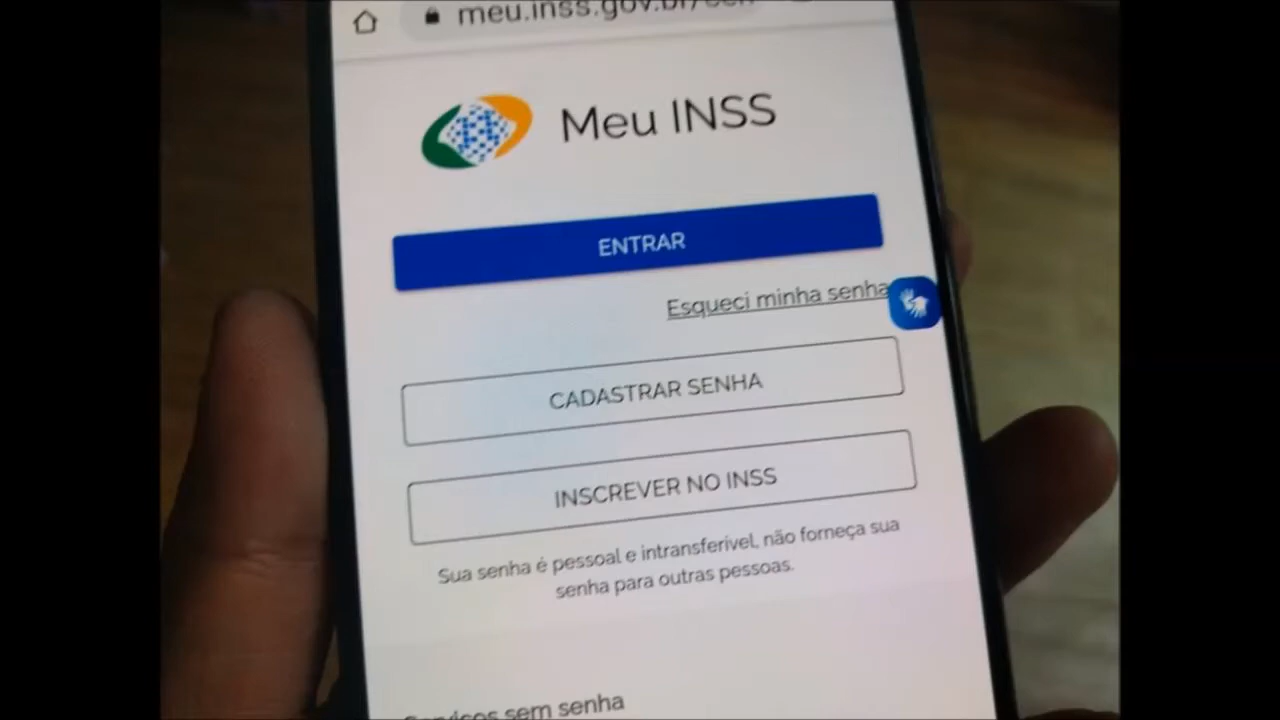 meu.inss.gov.br/
Meu INSS
ENTRAR
Esqueci minha senha
CADASTRAR SENHA
INSCREVER NO INSS
Sua senha é pessoal e intransferível, não forneça sua
senha para outras pessoas.
Serviços sem senha